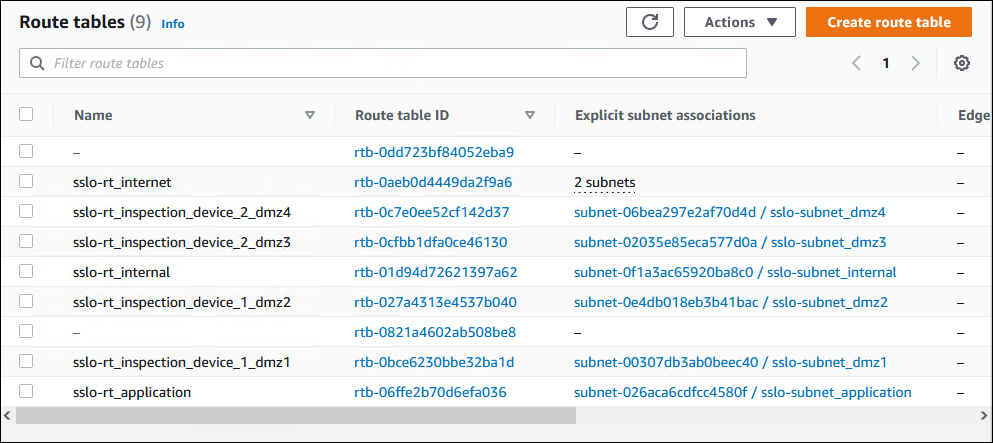 Route tables (9) Info Actions ▼ Create route table
Filter route tables 1
Name Route table ID Explicit subnet associations Edge
– rtb-0dd723bf84052eba9 – –
sslo-rt_internet rtb-0aeb0d4449da2f9a6 2 subnets –
sslo-rt_inspection_device_2_dmz4 rtb-0c7e0ee52cf142d37 subnet-06bea297e2af70d4d / sslo-subnet_dmz4 –
sslo-rt_inspection_device_2_dmz3 rtb-0cfbb1dfa0ce46130 subnet-02035e85eca577d0a / sslo-subnet_dmz3 –
sslo-rt_internal rtb-01d94d72621397a62 subnet-0f1a3ac65920ba8c0 / sslo-subnet_internal –
sslo-rt_inspection_device_1_dmz2 rtb-027a4313e4537b040 subnet-0e4db018eb3b41bac / sslo-subnet_dmz2 –
– rtb-0821a4602ab508be8 – –
sslo-rt_inspection_device_1_dmz1 rtb-0bce6230bbe32ba1d subnet-00307db3ab0beec40 / sslo-subnet_dmz1 –
sslo-rt_application rtb-06ffe2b70d6efa036 subnet-026aca6cdfcc4580f / sslo-subnet_application –